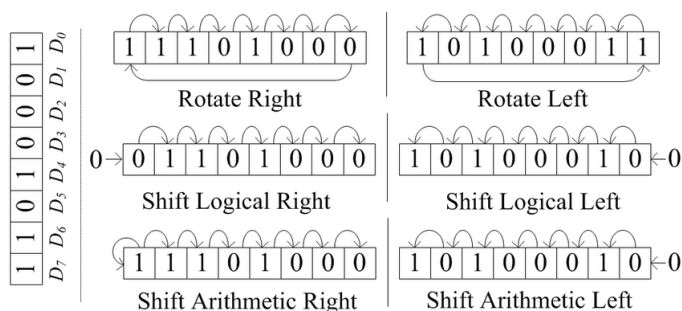 1 D₀
0 D₁
0 D₂
0 D₃
1 D₄
0 D₅
1 D₆
1 D₇
1 1 1 0 1 0 0 0
Rotate Right
1 0 1 0 0 0 1 1
Rotate Left
0 0 1 1 0 1 0 0 0
Shift Logical Right
1 0 1 0 0 0 1 0 0
Shift Logical Left
1 1 1 0 1 0 0 0
Shift Arithmetic Right
1 0 1 0 0 0 1 0 0
Shift Arithmetic Left